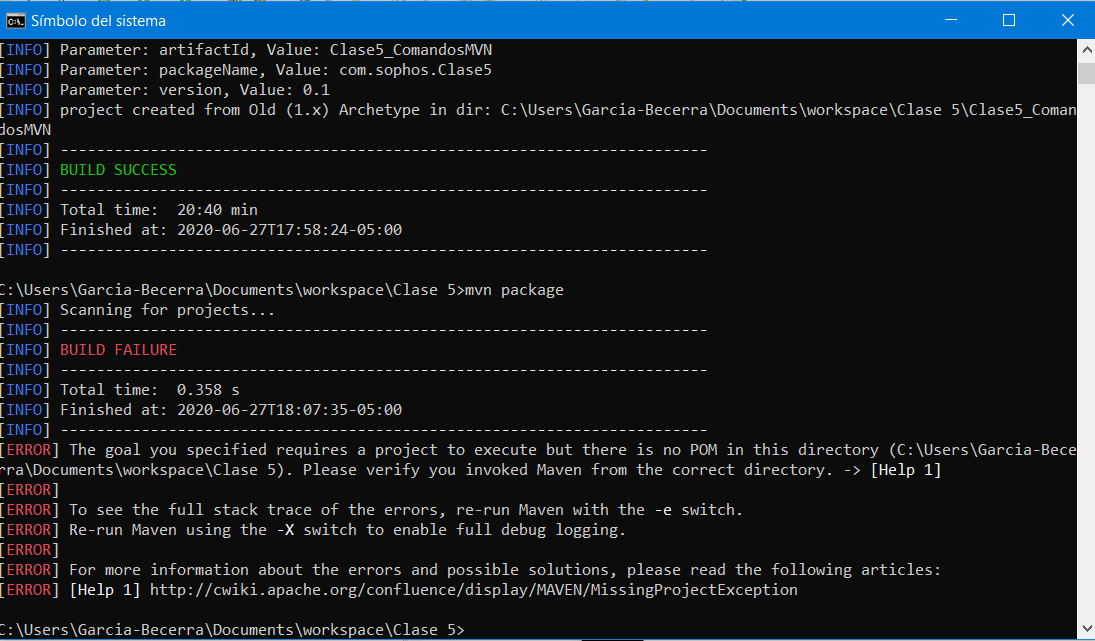 Símbolo del sistema
[INFO] Parameter: artifactId, Value: Clase5_ComandosMVN
[INFO] Parameter: packageName, Value: com.sophos.Clase5
[INFO] Parameter: version, Value: 0.1
[INFO] project created from Old (1.x) Archetype in dir: C:\Users\Garcia-Becerra\Documents\workspace\Clase 5\Clase5_Coman
dosMVN
[INFO] ------------------------------------------------------------------------
[INFO] BUILD SUCCESS
[INFO] ------------------------------------------------------------------------
[INFO] Total time:  20:40 min
[INFO] Finished at: 2020-06-27T17:58:24-05:00
[INFO] ------------------------------------------------------------------------
C:\Users\Garcia-Becerra\Documents\workspace\Clase 5>mvn package
[INFO] Scanning for projects...
[INFO] ------------------------------------------------------------------------
[INFO] BUILD FAILURE
[INFO] ------------------------------------------------------------------------
[INFO] Total time:  0.358 s
[INFO] Finished at: 2020-06-27T18:07:35-05:00
[INFO] ------------------------------------------------------------------------
[ERROR] The goal you specified requires a project to execute but there is no POM in this directory (C:\Users\Garcia-Bece
rra\Documents\workspace\Clase 5). Please verify you invoked Maven from the correct directory. -> [Help 1]
[ERROR]
[ERROR] To see the full stack trace of the errors, re-run Maven with the -e switch.
[ERROR] Re-run Maven using the -X switch to enable full debug logging.
[ERROR]
[ERROR] For more information about the errors and possible solutions, please read the following articles:
[ERROR] [Help 1] http://cwiki.apache.org/confluence/display/MAVEN/MissingProjectException
C:\Users\Garcia-Becerra\Documents\workspace\Clase 5>